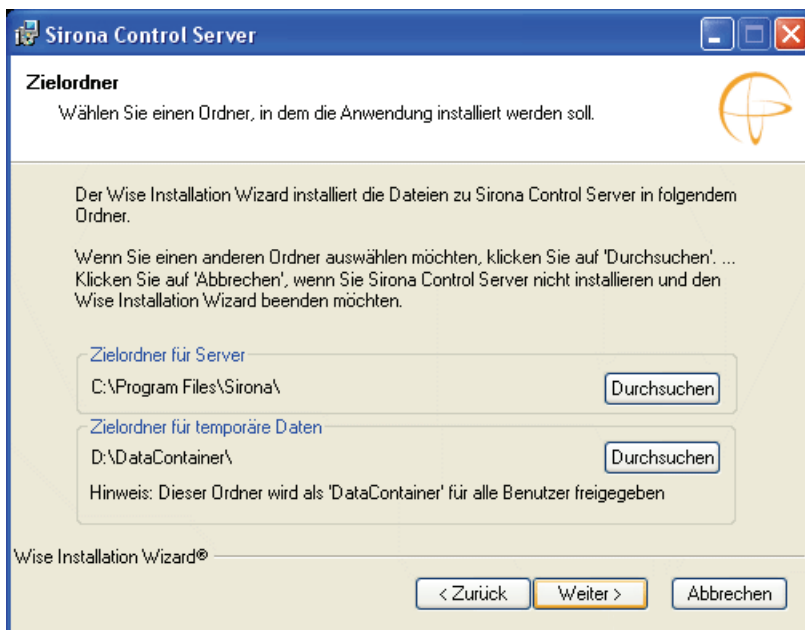 Sirona Control Server
Zielordner
Wählen Sie einen Ordner, in dem die Anwendung installiert werden soll.
Der Wise Installation Wizard installiert die Dateien zu Sirona Control Server in folgendem
Ordner.
Wenn Sie einen anderen Ordner auswählen möchten, klicken Sie auf 'Durchsuchen'. ...
Klicken Sie auf 'Abbrechen', wenn Sie Sirona Control Server nicht installieren und den
Wise Installation Wizard beenden möchten.
Zielordner für Server
C:\Program Files\Sirona\
Durchsuchen
Zielordner für temporäre Daten
D:\DataContainer\
Durchsuchen
Hinweis: Dieser Ordner wird als 'DataContainer' für alle Benutzer freigegeben
Wise Installation Wizard®
< Zurück
Weiter >
Abbrechen